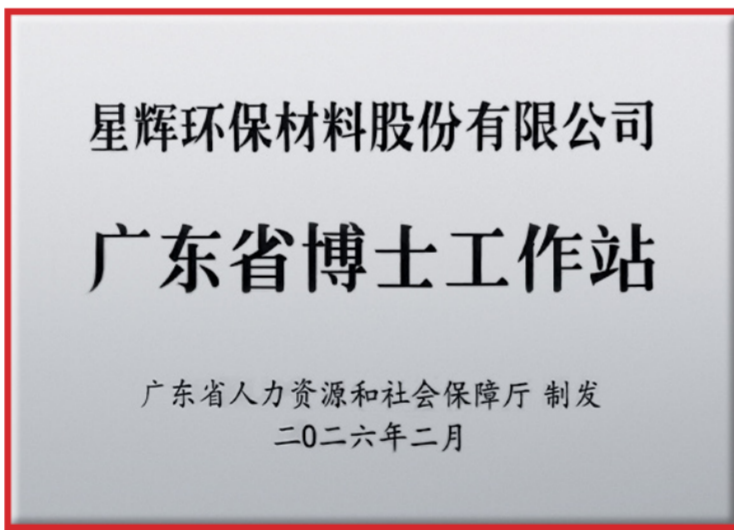 星辉环保材料股份有限公司
广东省博士工作站
广东省人力资源和社会保障厅 制发
二0二六年二月